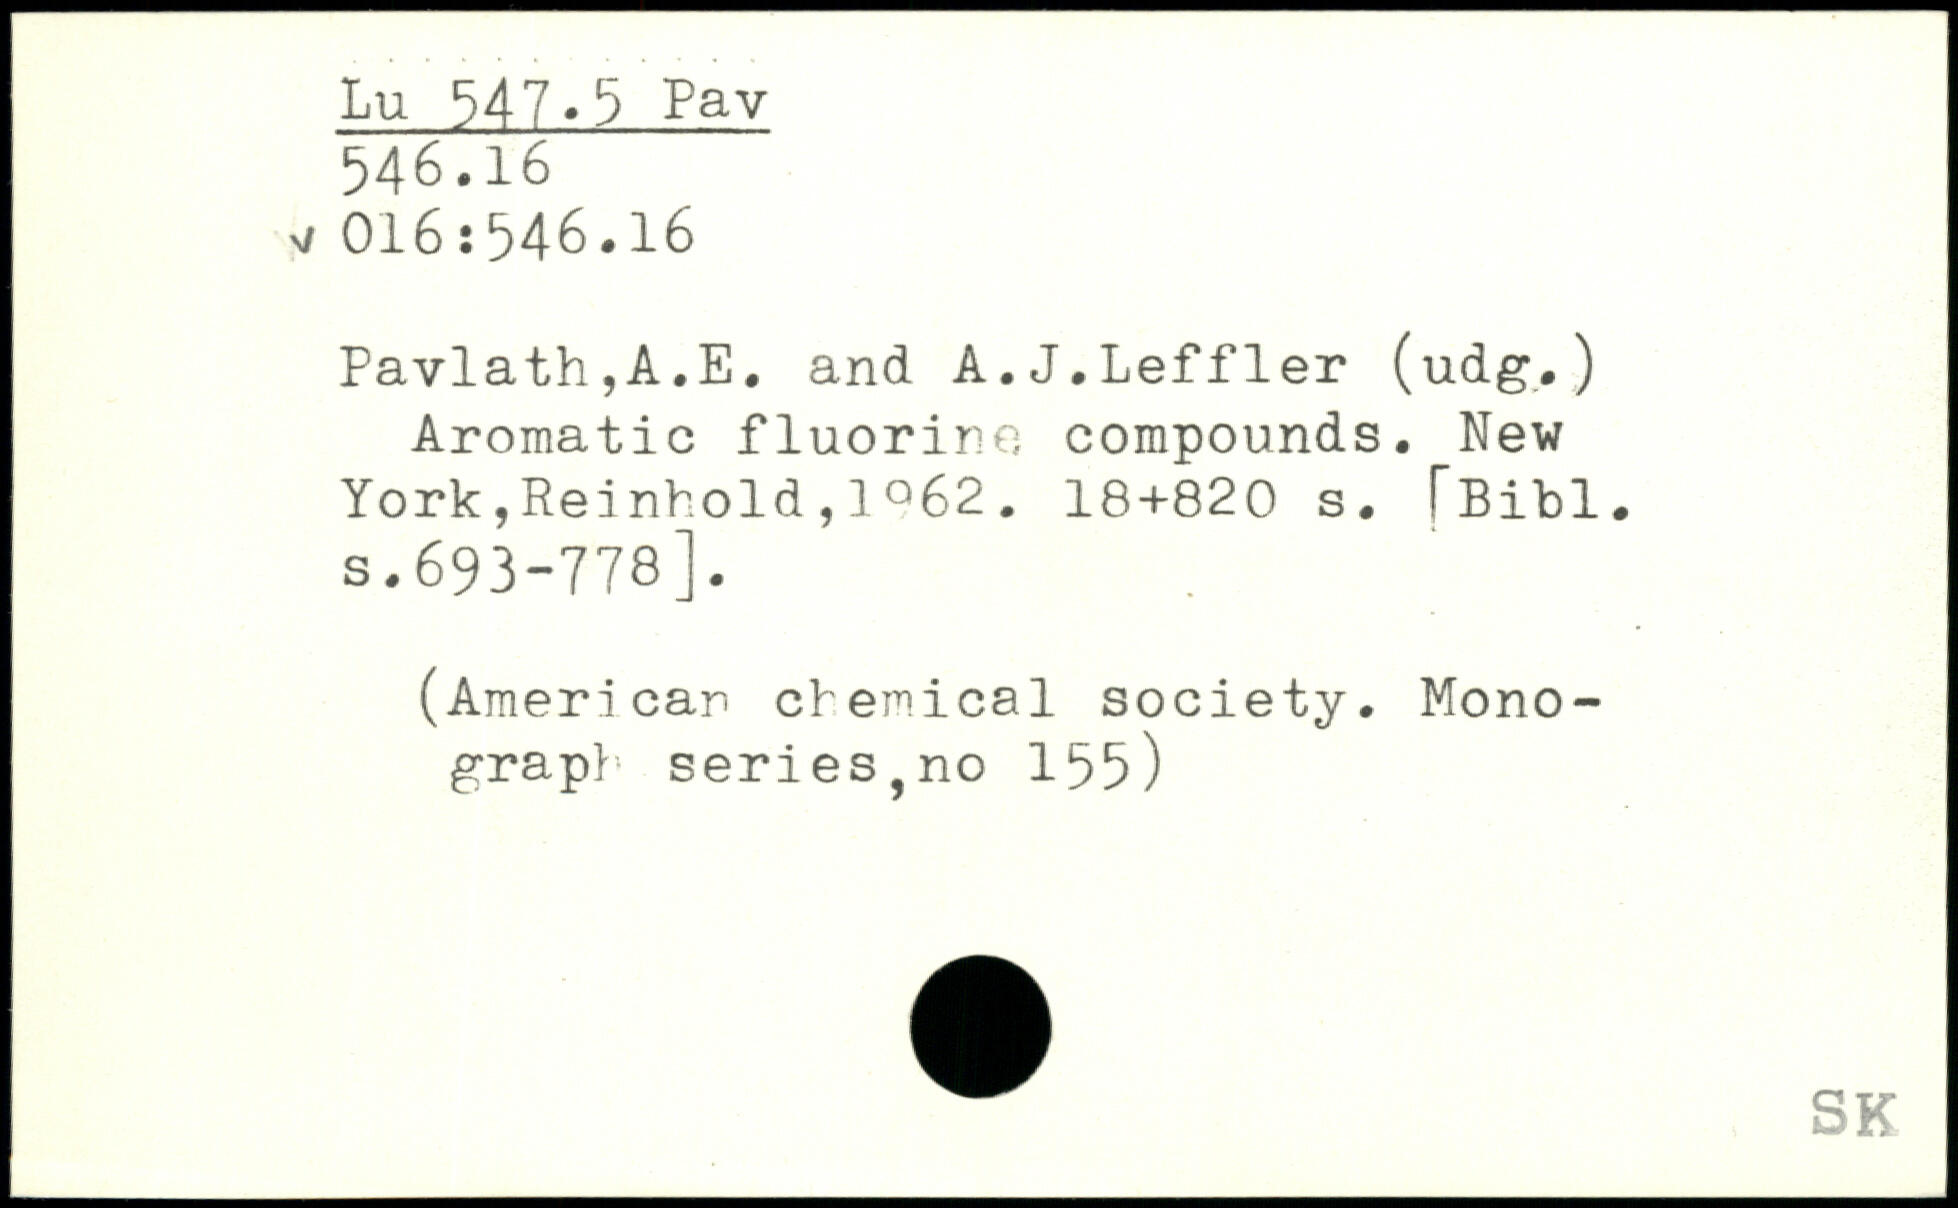 Lu 547.5 Pav
546.16
v 016:546.16
Pavlath,A.E. and A.J.Leffler (udg.)
Aromatic fluorine compounds. New
York,Reinhold,1962. 18+820 s. [Bibl.
s.693-778].
(American chemical society. Mono-
graph series,no 155)
SK